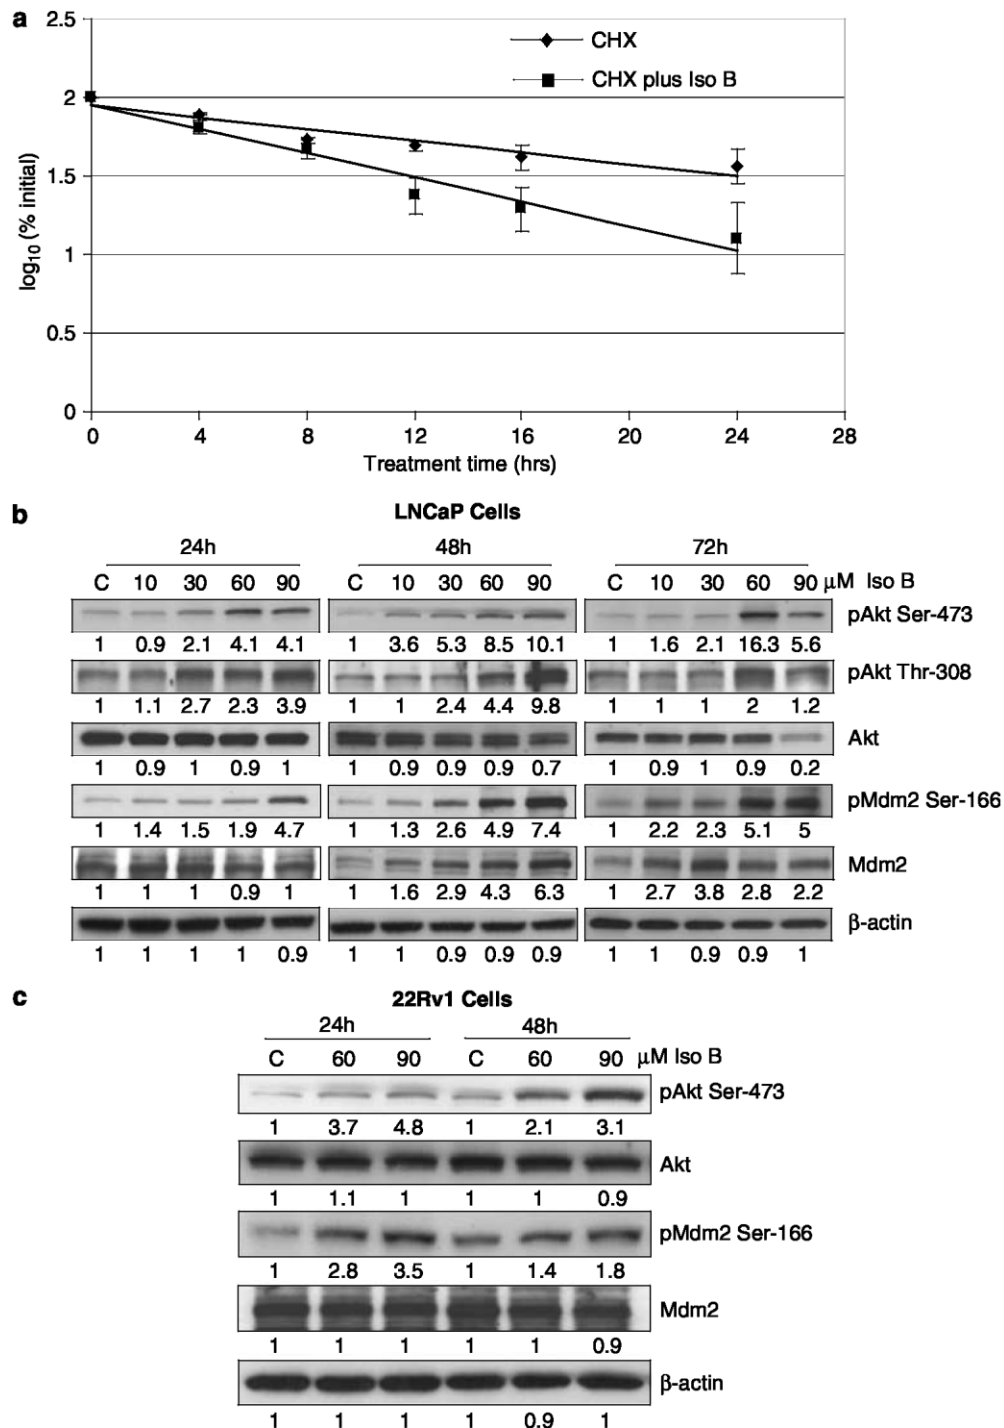 a
2.5
CHX
CHX plus Iso B
2
1.5
1
0.5
0
log10 (% initial)
0 4 8 12 16 20 24 28
Treatment time (hrs)
b
LNCaP Cells
24h 48h 72h
C 10 30 60 90 C 10 30 60 90 C 10 30 60 90 μM Iso B
pAkt Ser-473
1 0.9 2.1 4.1 4.1 1 3.6 5.3 8.5 10.1 1 1.6 2.1 16.3 5.6
pAkt Thr-308
1 1.1 2.7 2.3 3.9 1 1 2.4 4.4 9.8 1 1 1 2 1.2
Akt
1 0.9 1 0.9 1 1 0.9 0.9 0.9 0.7 1 0.9 1 0.9 0.2
pMdm2 Ser-166
1 1.4 1.5 1.9 4.7 1 1.3 2.6 4.9 7.4 1 2.2 2.3 5.1 5
Mdm2
1 1 1 0.9 1 1 1.6 2.9 4.3 6.3 1 2.7 3.8 2.8 2.2
β-actin
1 1 1 1 0.9 1 1 0.9 0.9 0.9 1 1 0.9 0.9 1
c
22Rv1 Cells
24h 48h
C 60 90 C 60 90 μM Iso B
pAkt Ser-473
1 3.7 4.8 1 2.1 3.1
Akt
1 1.1 1 1 1 0.9
pMdm2 Ser-166
1 2.8 3.5 1 1.4 1.8
Mdm2
1 1 1 1 1 0.9
β-actin
1 1 1 1 0.9 1